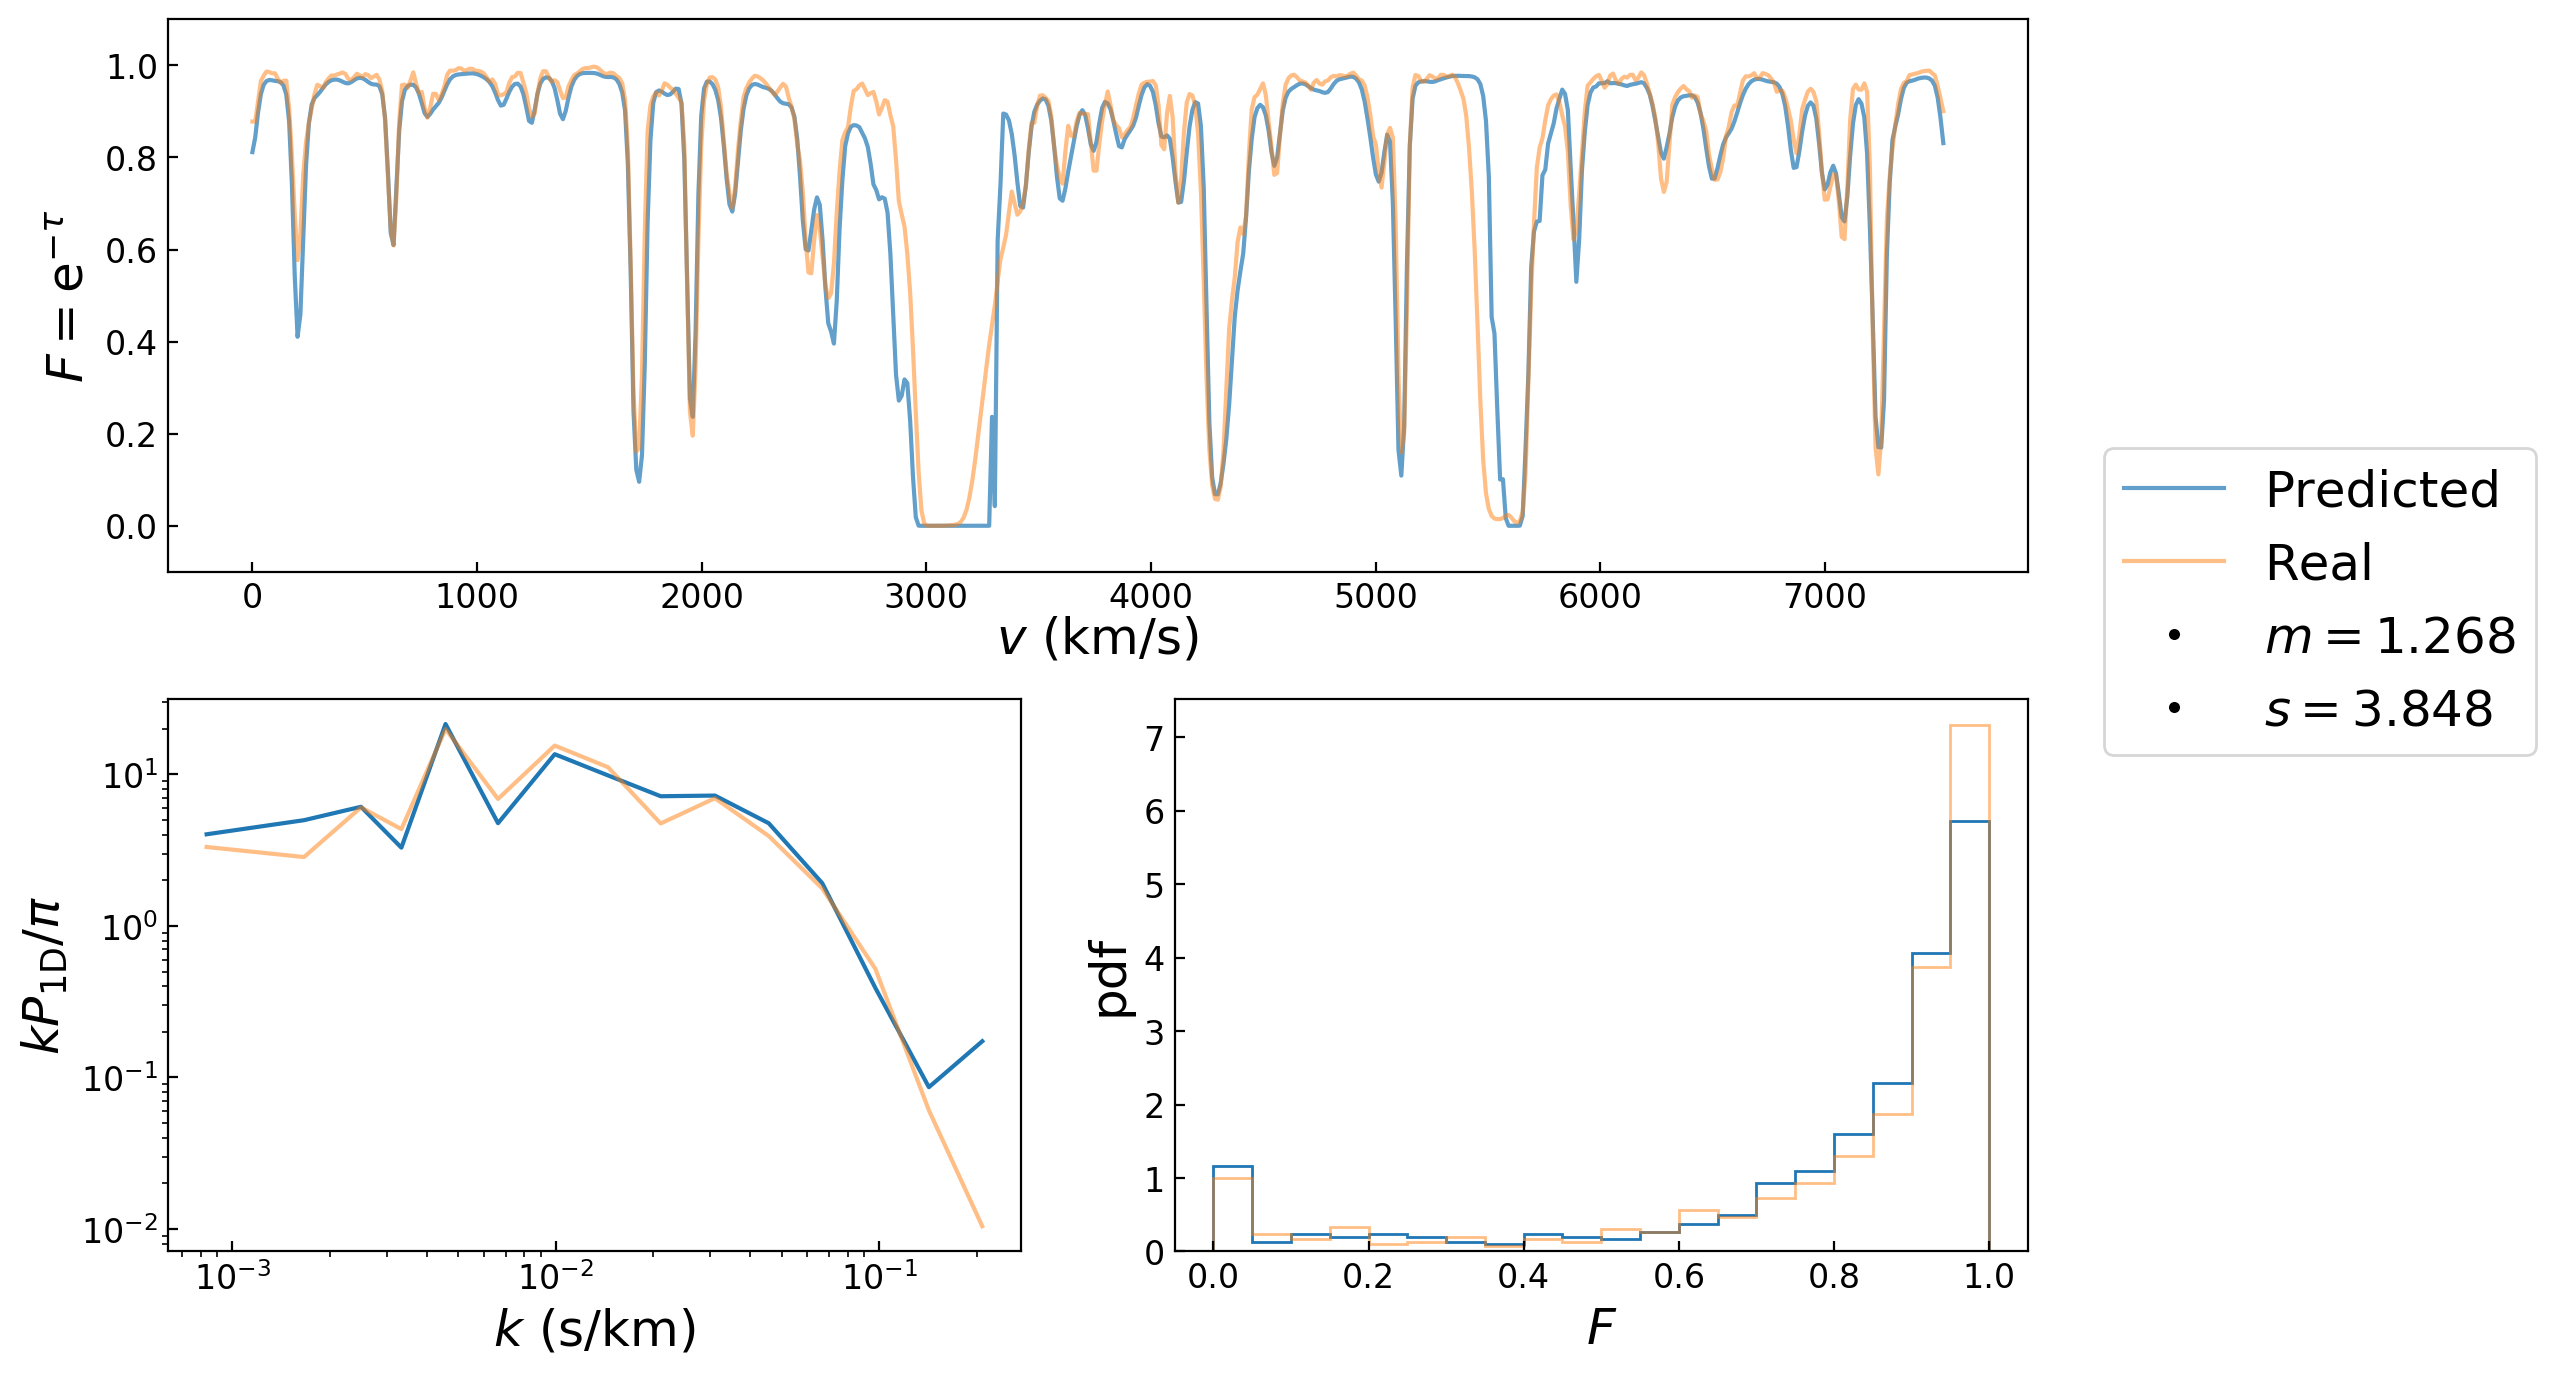 1.0
0.8
0.6
0.4
0.2
0.0
F = e^{-τ}
0 1000 2000 3000 4000 5000 6000 7000
v (km/s)
Predicted
Real
m = 1.268
s = 3.848
10^1
10^0
10^{-1}
10^{-2}
kP_{1D}/π
10^{-3} 10^{-2} 10^{-1}
k (s/km)
7
6
5
4
3
2
1
0
pdf
0.0 0.2 0.4 0.6 0.8 1.0
F